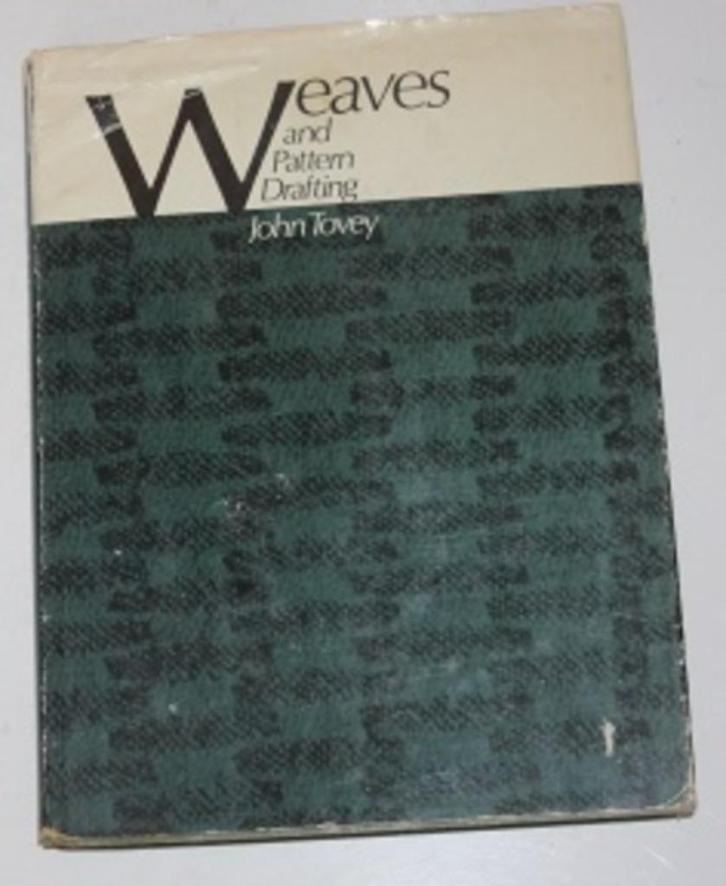 Weaves
and
Pattern
Drafting
John Tovey